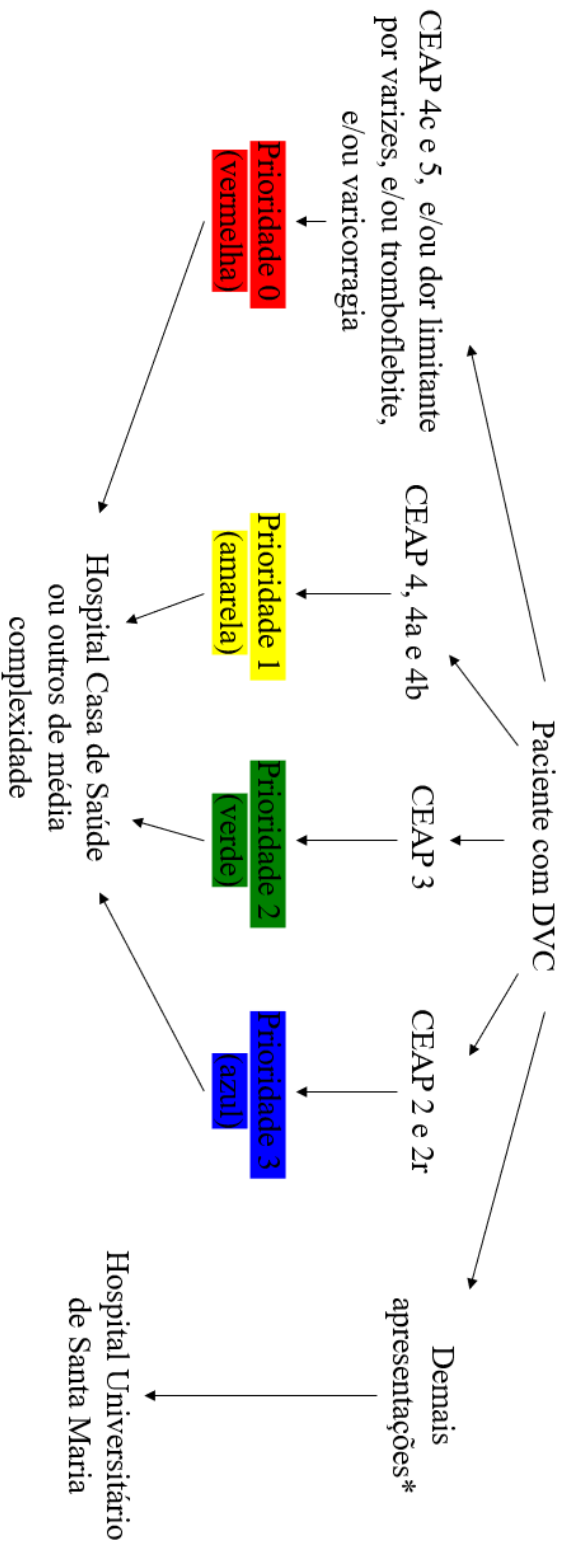 Paciente com DVC
CEAP 4c e 5, e/ou dor limitante
por varizes, e/ou tromboflebite,
e/ou varicorragia
CEAP 4, 4a e 4b
CEAP 3
CEAP 2 e 2r
Demais
apresentações*
Prioridade 0
(vermelha)
Prioridade 1
(amarela)
Prioridade 2
(verde)
Prioridade 3
(azul)
Hospital Casa de Saúde
ou outros de média
complexidade
Hospital Universitário
de Santa Maria